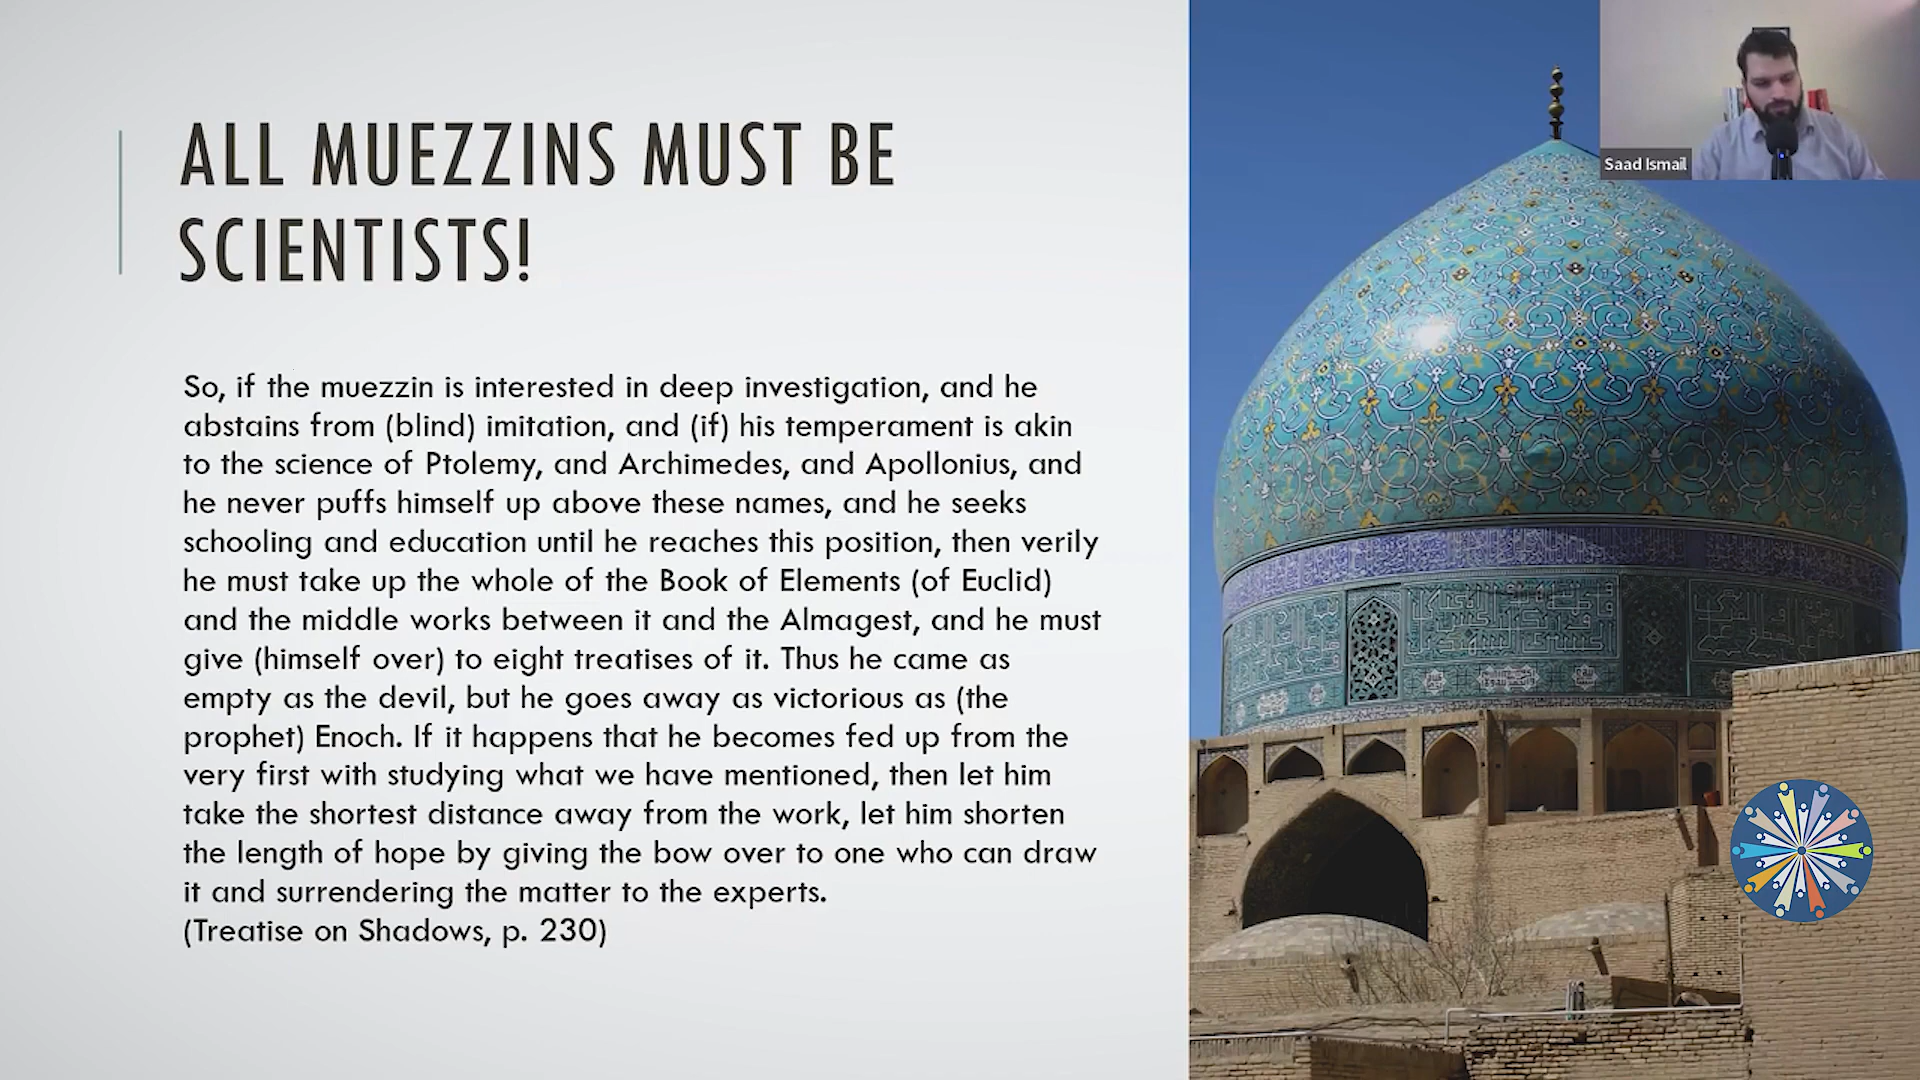 ALL MUEZZINS MUST BE
SCIENTISTS!
So, if the muezzin is interested in deep investigation, and he
abstains from (blind) imitation, and (if) his temperament is akin
to the science of Ptolemy, and Archimedes, and Apollonius, and
he never puffs himself up above these names, and he seeks
schooling and education until he reaches this position, then verily
he must take up the whole of the Book of Elements (of Euclid)
and the middle works between it and the Almagest, and he must
give (himself over) to eight treatises of it. Thus he came as
empty as the devil, but he goes away as victorious as (the
prophet) Enoch. If it happens that he becomes fed up from the
very first with studying what we have mentioned, then let him
take the shortest distance away from the work, let him shorten
the length of hope by giving the bow over to one who can draw
it and surrendering the matter to the experts.
(Treatise on Shadows, p. 230)
Saad Ismail